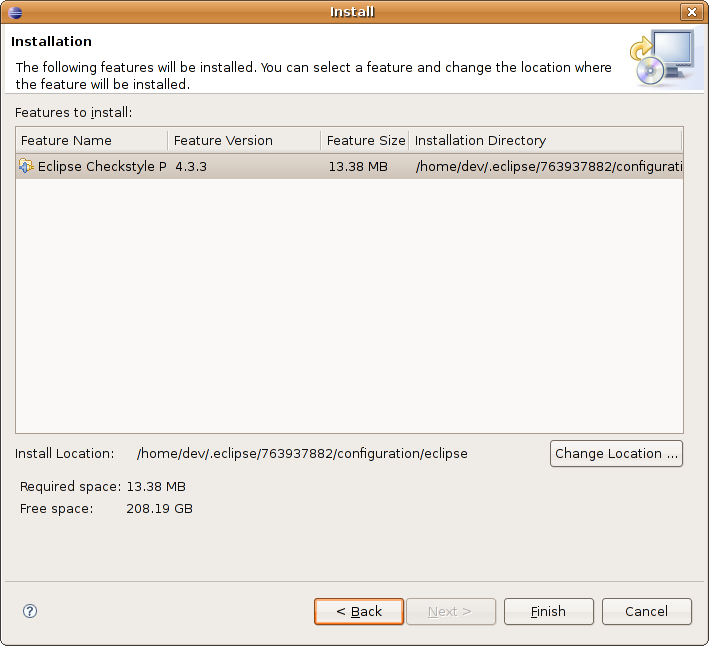 Install
Installation
The following features will be installed. You can select a feature and change the location where
the feature will be installed.
Features to install:
Feature Name Feature Version Feature Size Installation Directory
Eclipse Checkstyle P 4.3.3 13.38 MB /home/dev/.eclipse/763937882/configurati
Install Location: /home/dev/.eclipse/763937882/configuration/eclipse
Change Location ...
Required space: 13.38 MB
Free space: 208.19 GB
? < Back Next > Finish Cancel